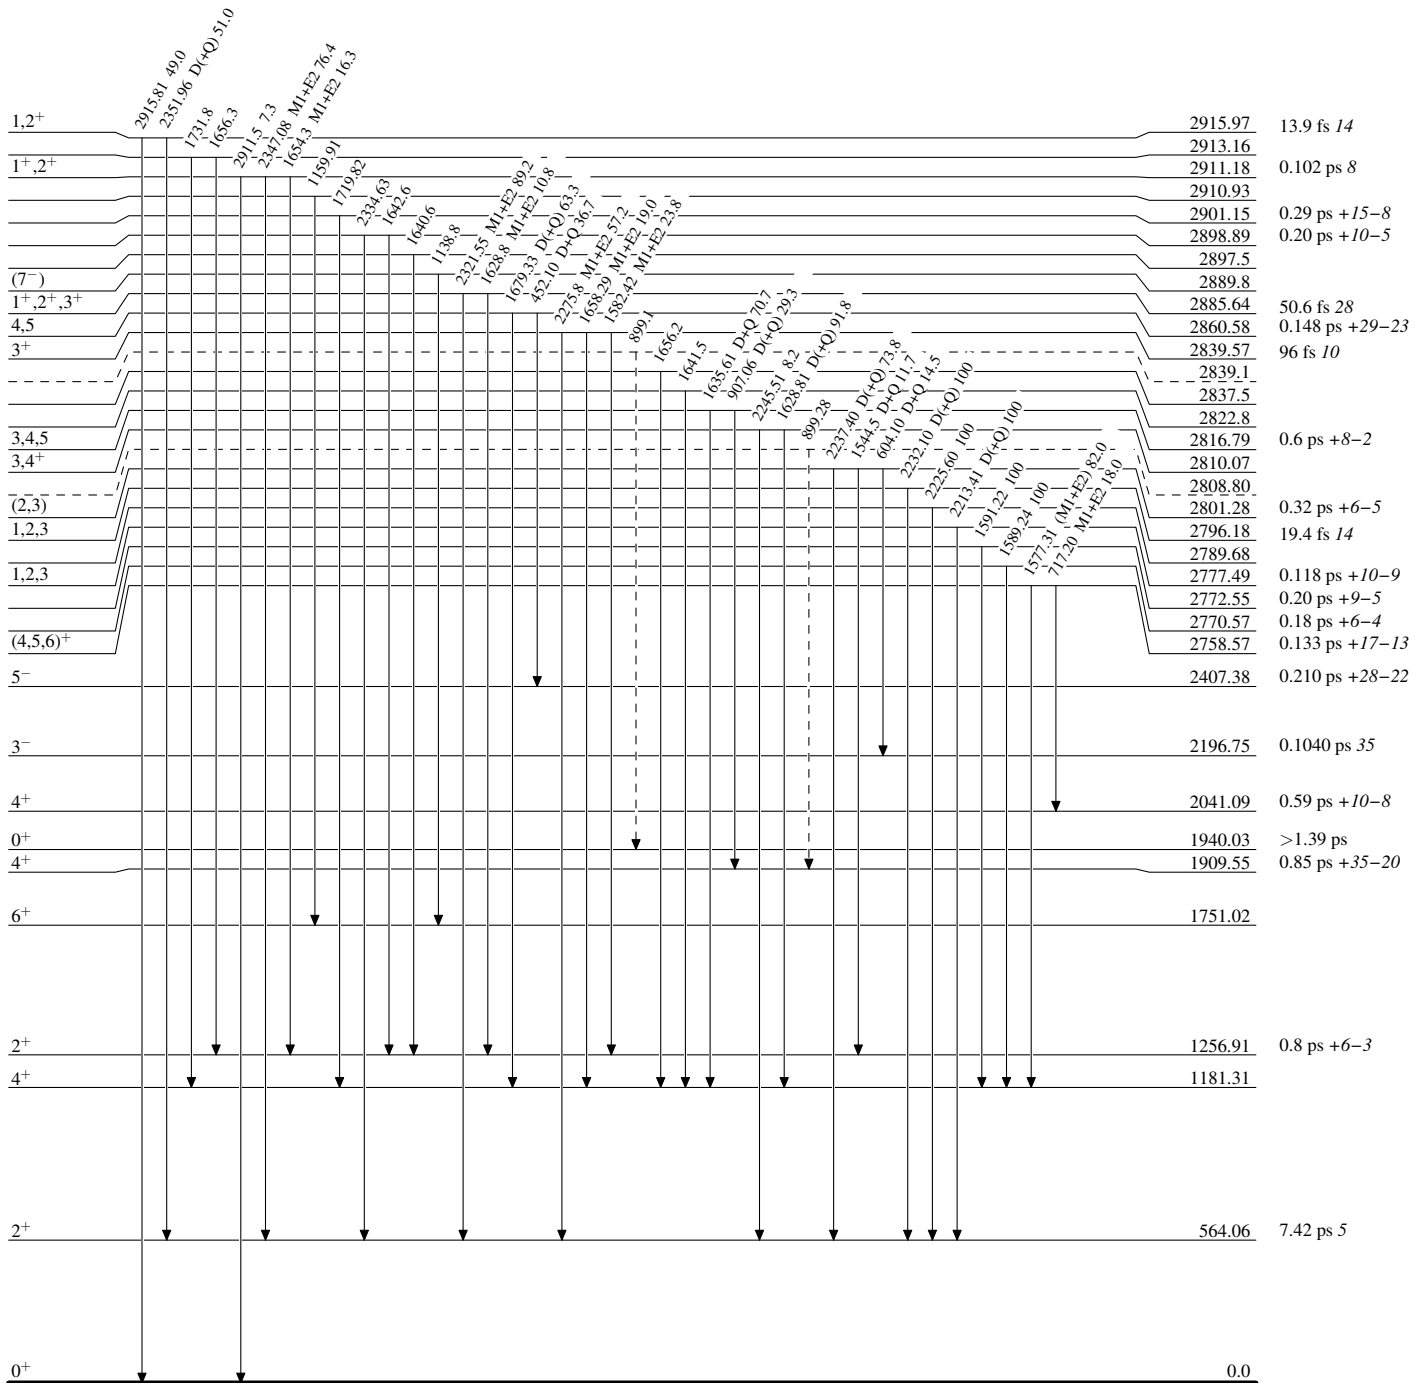 2915.81 49.0
2351.96 D(+Q) 51.0
1731.8
1656.3
2911.5 7.3
2347.08 M1+E2 76.4
1654.3 M1+E2 16.3
1159.91
1719.82
2334.63
1642.6
1640.6
1138.8
2321.55 M1+E2 89.2
1628.8 M1+E2 10.8
1679.33 D(+Q) 63.3
452.10 D+Q 36.7
2275.8 M1+E2 57.2
1658.29 M1+E2 19.0
1582.42 M1+E2 23.8
899.1
1656.2
1641.5
1635.61 D+Q 70.7
907.06 D(+Q) 29.3
2245.51 8.2
1628.81 D(+Q) 91.8
899.28
2237.40 D(+Q) 73.8
1544.5 D+Q 11.7
604.10 D+Q 14.5
2232.10 D(+Q) 100
2225.60 100
2213.41 D(+Q) 100
1591.22 100
1589.24 100
1577.31 (M1+E2) 82.0
717.20 M1+E2 18.0
1,2⁺ 2915.97 13.9 fs 14
2913.16
1⁺,2⁺ 2911.18 0.102 ps 8
2910.93
2901.15 0.29 ps +15−8
2898.89 0.20 ps +10−5
2897.5
(7⁻) 2889.8
1⁺,2⁺,3⁺ 2885.64 50.6 fs 28
4,5 2860.58 0.148 ps +29−23
3⁺ 2839.57 96 fs 10
2839.1
2837.5
2822.8
3,4,5 2816.79 0.6 ps +8−2
3,4⁺ 2810.07
2808.80
(2,3) 2801.28 0.32 ps +6−5
1,2,3 2796.18 19.4 fs 14
2789.68
1,2,3 2777.49 0.118 ps +10−9
2772.55 0.20 ps +9−5
2770.57 0.18 ps +6−4
(4,5,6)⁺ 2758.57 0.133 ps +17−13
5⁻ 2407.38 0.210 ps +28−22
3⁻ 2196.75 0.1040 ps 35
4⁺ 2041.09 0.59 ps +10−8
0⁺ 1940.03 >1.39 ps
4⁺ 1909.55 0.85 ps +35−20
6⁺ 1751.02
2⁺ 1256.91 0.8 ps +6−3
4⁺ 1181.31
2⁺ 564.06 7.42 ps 5
0⁺ 0.0